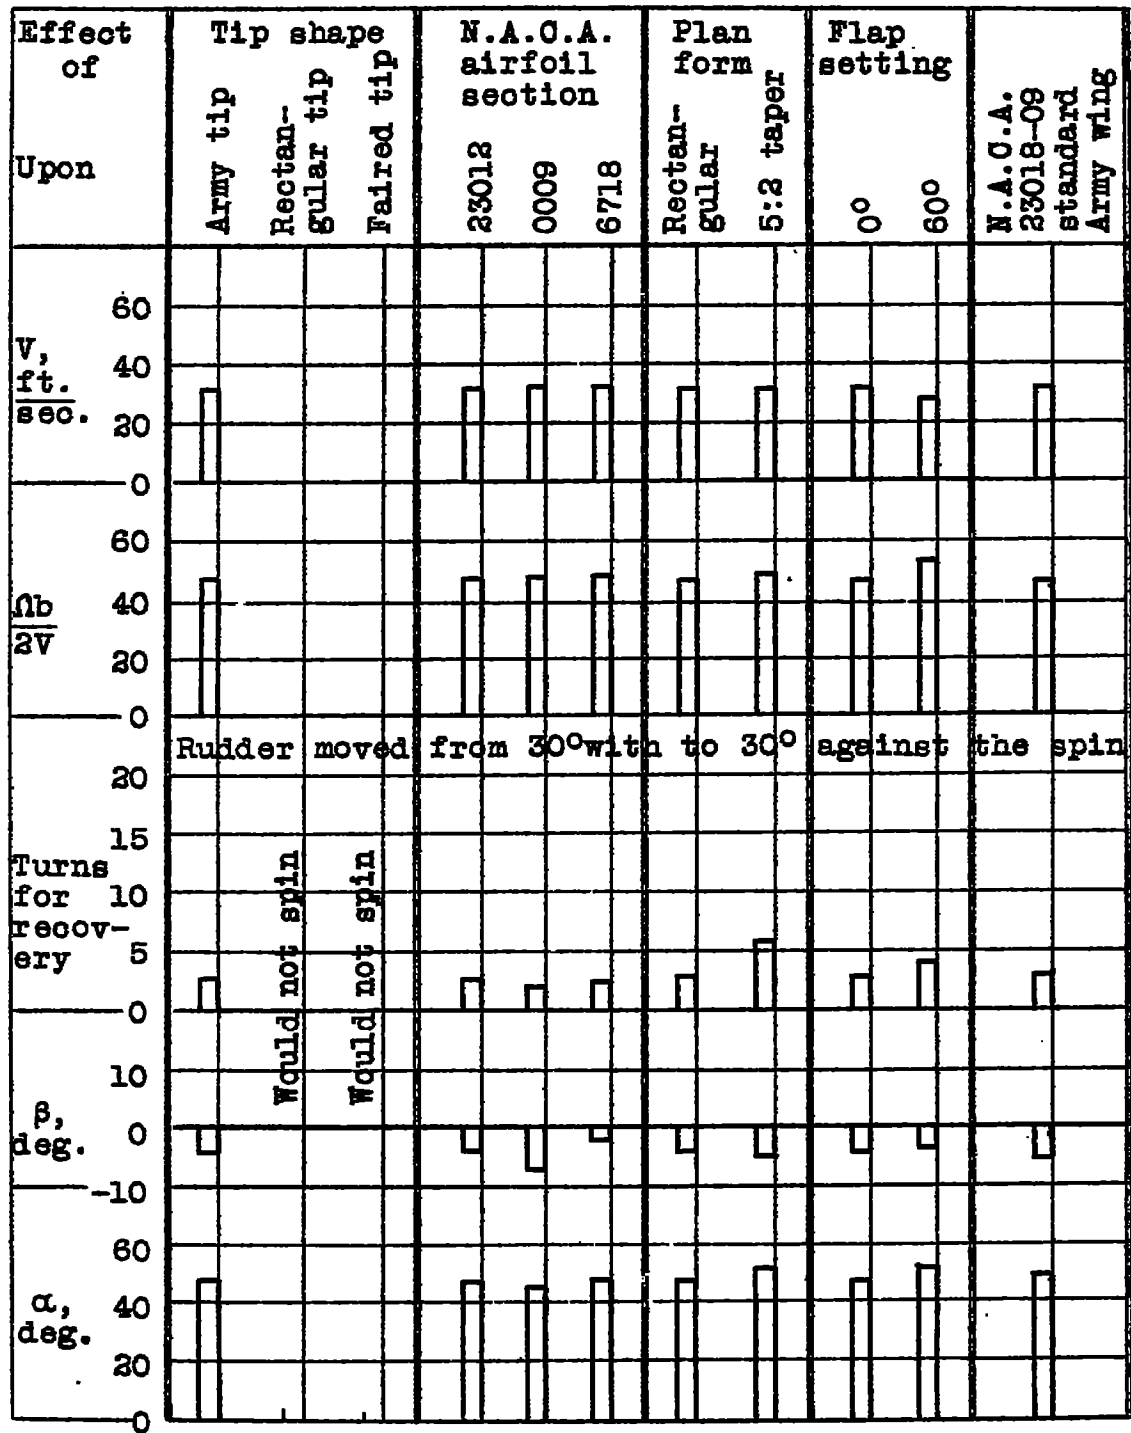 Effect of
Upon
Tip shape
Army tip
Rectan-
gular tip
Faired tip
N.A.C.A.
airfoil
section
23012
0009
6718
Plan
form
Rectan-
gular
5:2 taper
Flap
setting
0°
60°
N.A.C.A.
23018-09
standard
Army wing
V,
ft.
sec.
60
40
20
0
Ωb
2V
60
40
20
0
Rudder moved from 30° with to 30° against the spin
Turns
for
recov-
ery
20
15
10
5
0
Would not spin
Would not spin
β,
deg.
10
0
-10
α,
deg.
60
40
20
0